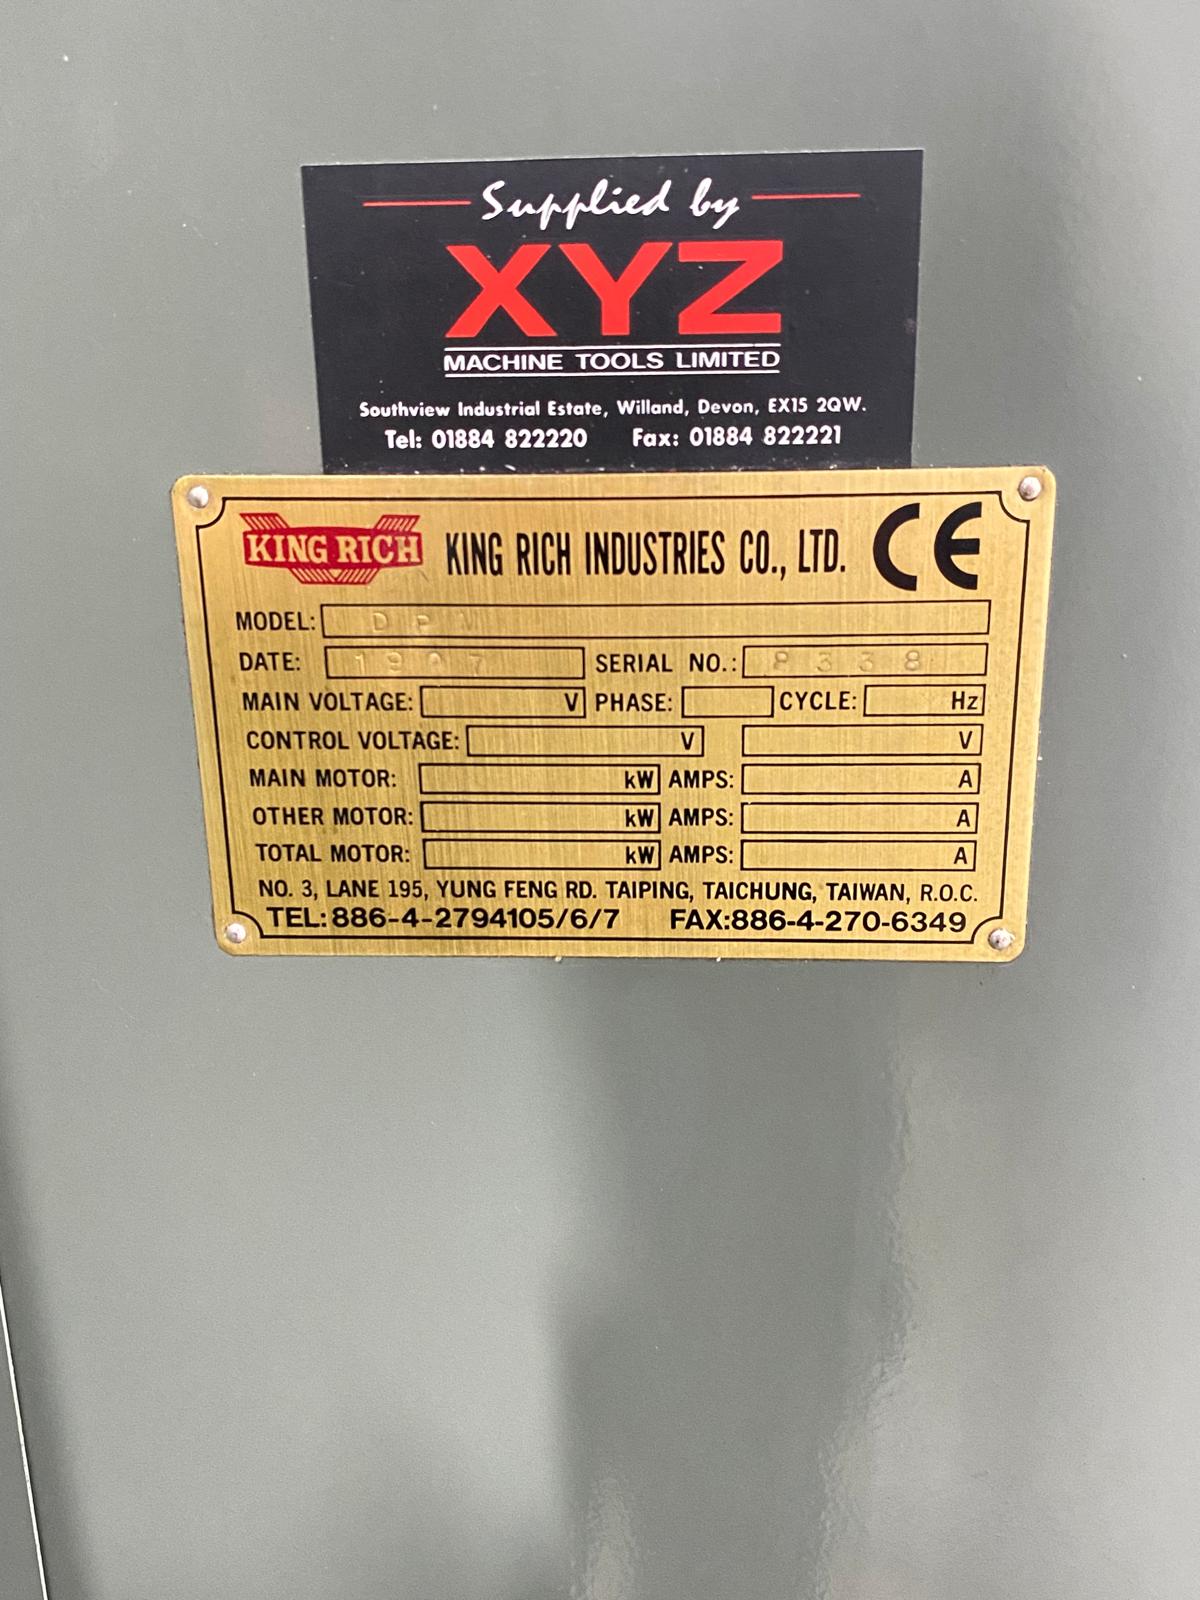 Supplied by
XYZ
MACHINE TOOLS LIMITED
Southview Industrial Estate, Willand, Devon, EX15 2QW.
Tel: 01884 822220 Fax: 01884 822221
KING RICH KING RICH INDUSTRIES CO., LTD. CE
MODEL: DPM
DATE: 1997 SERIAL NO.: 8338
MAIN VOLTAGE: V PHASE: CYCLE: Hz
CONTROL VOLTAGE: V V
MAIN MOTOR: kW AMPS: A
OTHER MOTOR: kW AMPS: A
TOTAL MOTOR: kW AMPS: A
NO. 3, LANE 195, YUNG FENG RD. TAIPING, TAICHUNG, TAIWAN, R.O.C.
TEL:886-4-2794105/6/7 FAX:886-4-270-6349